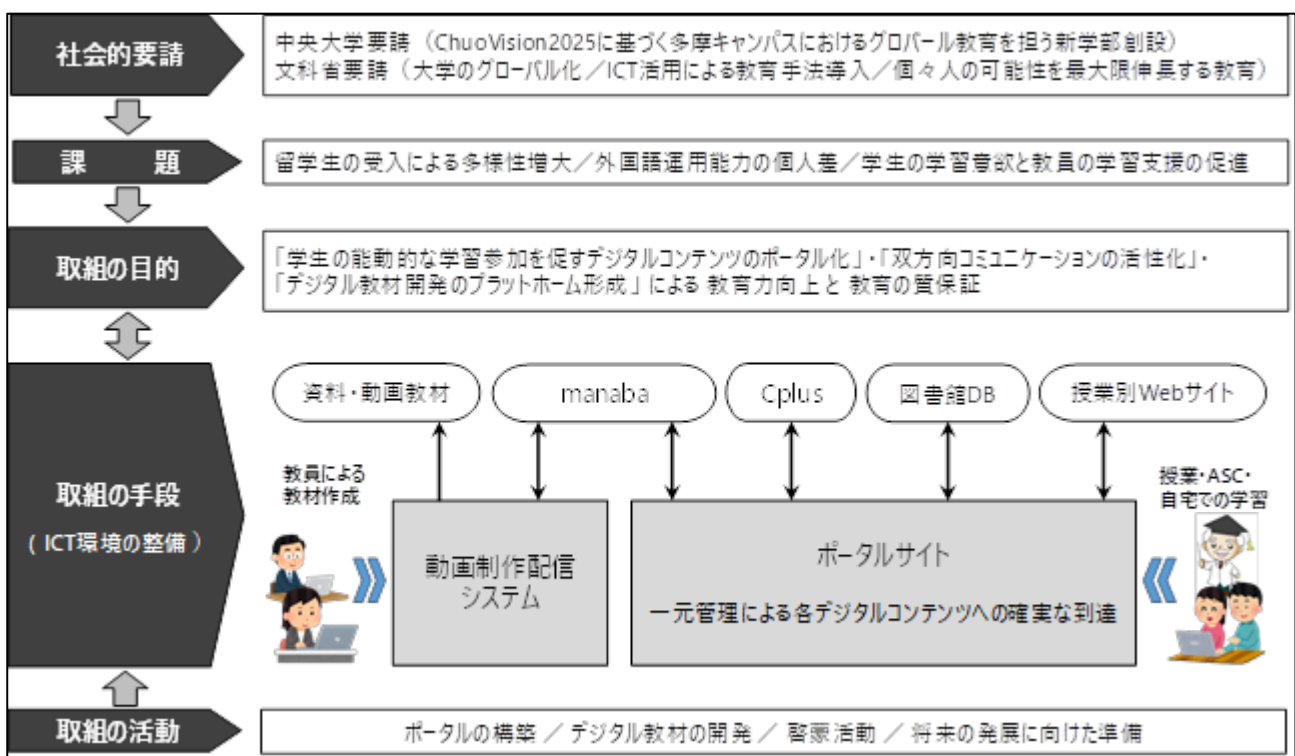 社会的要請
中央大学要請（ChuoVision2025に基づく多摩キャンパスにおけるグロバール教育を担う新学部創設）
文科省要請（大学のグローバル化／ICT活用による教育手法導入／個々人の可能性を最大限伸長する教育）
課　題
留学生の受入による多様性増大／外国語運用能力の個人差／学生の学習意欲と教員の学習支援の促進
取組の目的
「学生の能動的な学習参加を促すデジタルコンテンツのポータル化」・「双方向コミュニケーションの活性化」・
「デジタル教材開発のプラットホーム形成」による 教育力向上と 教育の質保証
取組の手段
（ICT環境の整備）
資料・動画教材
manaba
Cplus
図書館DB
授業別Webサイト
教員による
教材作成
動画制作配信
システム
ポータルサイト
一元管理による各デジタルコンテンツへの確実な到達
授業・ASC・
自宅での学習
取組の活動
ポータルの構築 ／ デジタル教材の開発 ／ 啓蒙活動 ／ 将来の発展に向けた準備